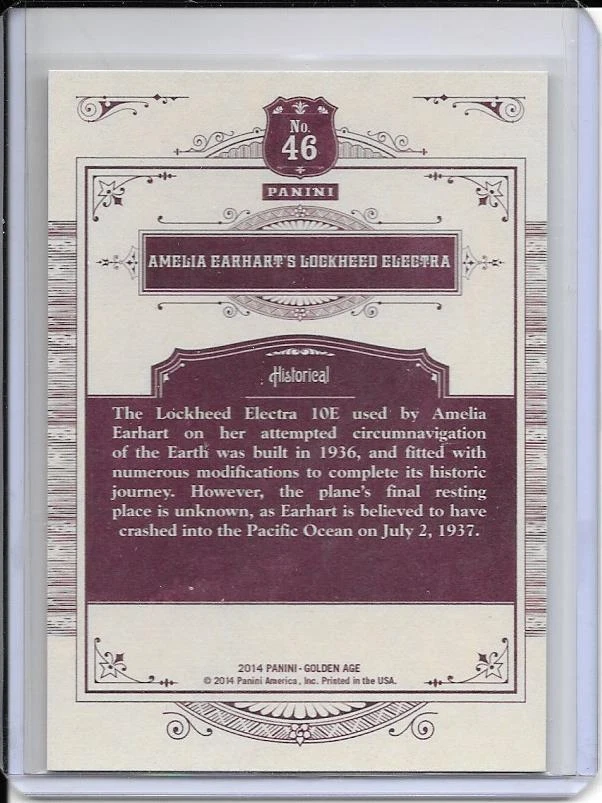 No.
46
PANINI
AMELIA EARHART'S LOCKHEED ELECTRA
Historical
The Lockheed Electra 10E used by Amelia
Earhart on her attempted circumnavigation
of the Earth was built in 1936, and fitted with
numerous modifications to complete its historic
journey. However, the plane's final resting
place is unknown, as Earhart is believed to have
crashed into the Pacific Ocean on July 2, 1937.
2014 PANINI - GOLDEN AGE
© 2014 Panini America, Inc. Printed in the USA.